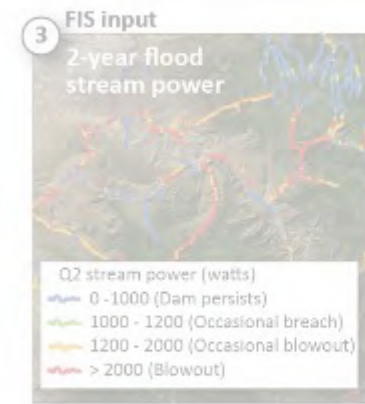 3
FIS input
2-year flood
stream power
Q2 stream power (watts)
0 -1000 (Dam persists)
1000 - 1200 (Occasional breach)
1200 - 2000 (Occasional blowout)
> 2000 (Blowout)